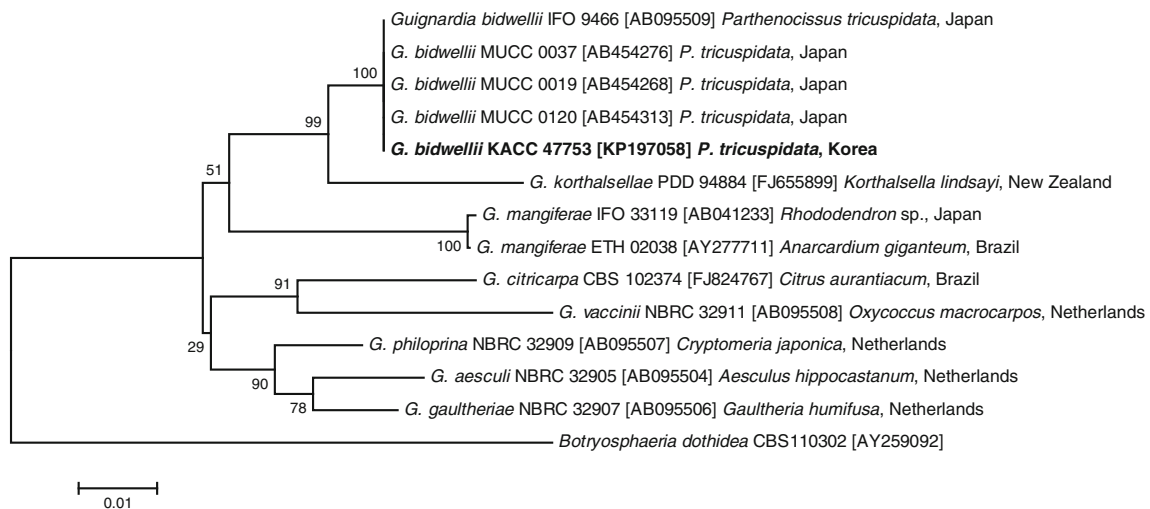 Guignardia bidwellii IFO 9466 [AB095509] Parthenocissus tricuspidata, Japan
G. bidwellii MUCC 0037 [AB454276] P. tricuspidata, Japan
100
G. bidwellii MUCC 0019 [AB454268] P. tricuspidata, Japan
99
G. bidwellii MUCC 0120 [AB454313] P. tricuspidata, Japan
G. bidwellii KACC 47753 [KP197058] P. tricuspidata, Korea
51
G. korthalsellae PDD 94884 [FJ655899] Korthalsella lindsayi, New Zealand
G. mangiferae IFO 33119 [AB041233] Rhododendron sp., Japan
100
G. mangiferae ETH 02038 [AY277711] Anarcardium giganteum, Brazil
91
G. citricarpa CBS 102374 [FJ824767] Citrus aurantiacum, Brazil
G. vaccinii NBRC 32911 [AB095508] Oxycoccus macrocarpos, Netherlands
29
G. philoprina NBRC 32909 [AB095507] Cryptomeria japonica, Netherlands
90
G. aesculi NBRC 32905 [AB095504] Aesculus hippocastanum, Netherlands
78
G. gaultheriae NBRC 32907 [AB095506] Gaultheria humifusa, Netherlands
Botryosphaeria dothidea CBS110302 [AY259092]
0.01